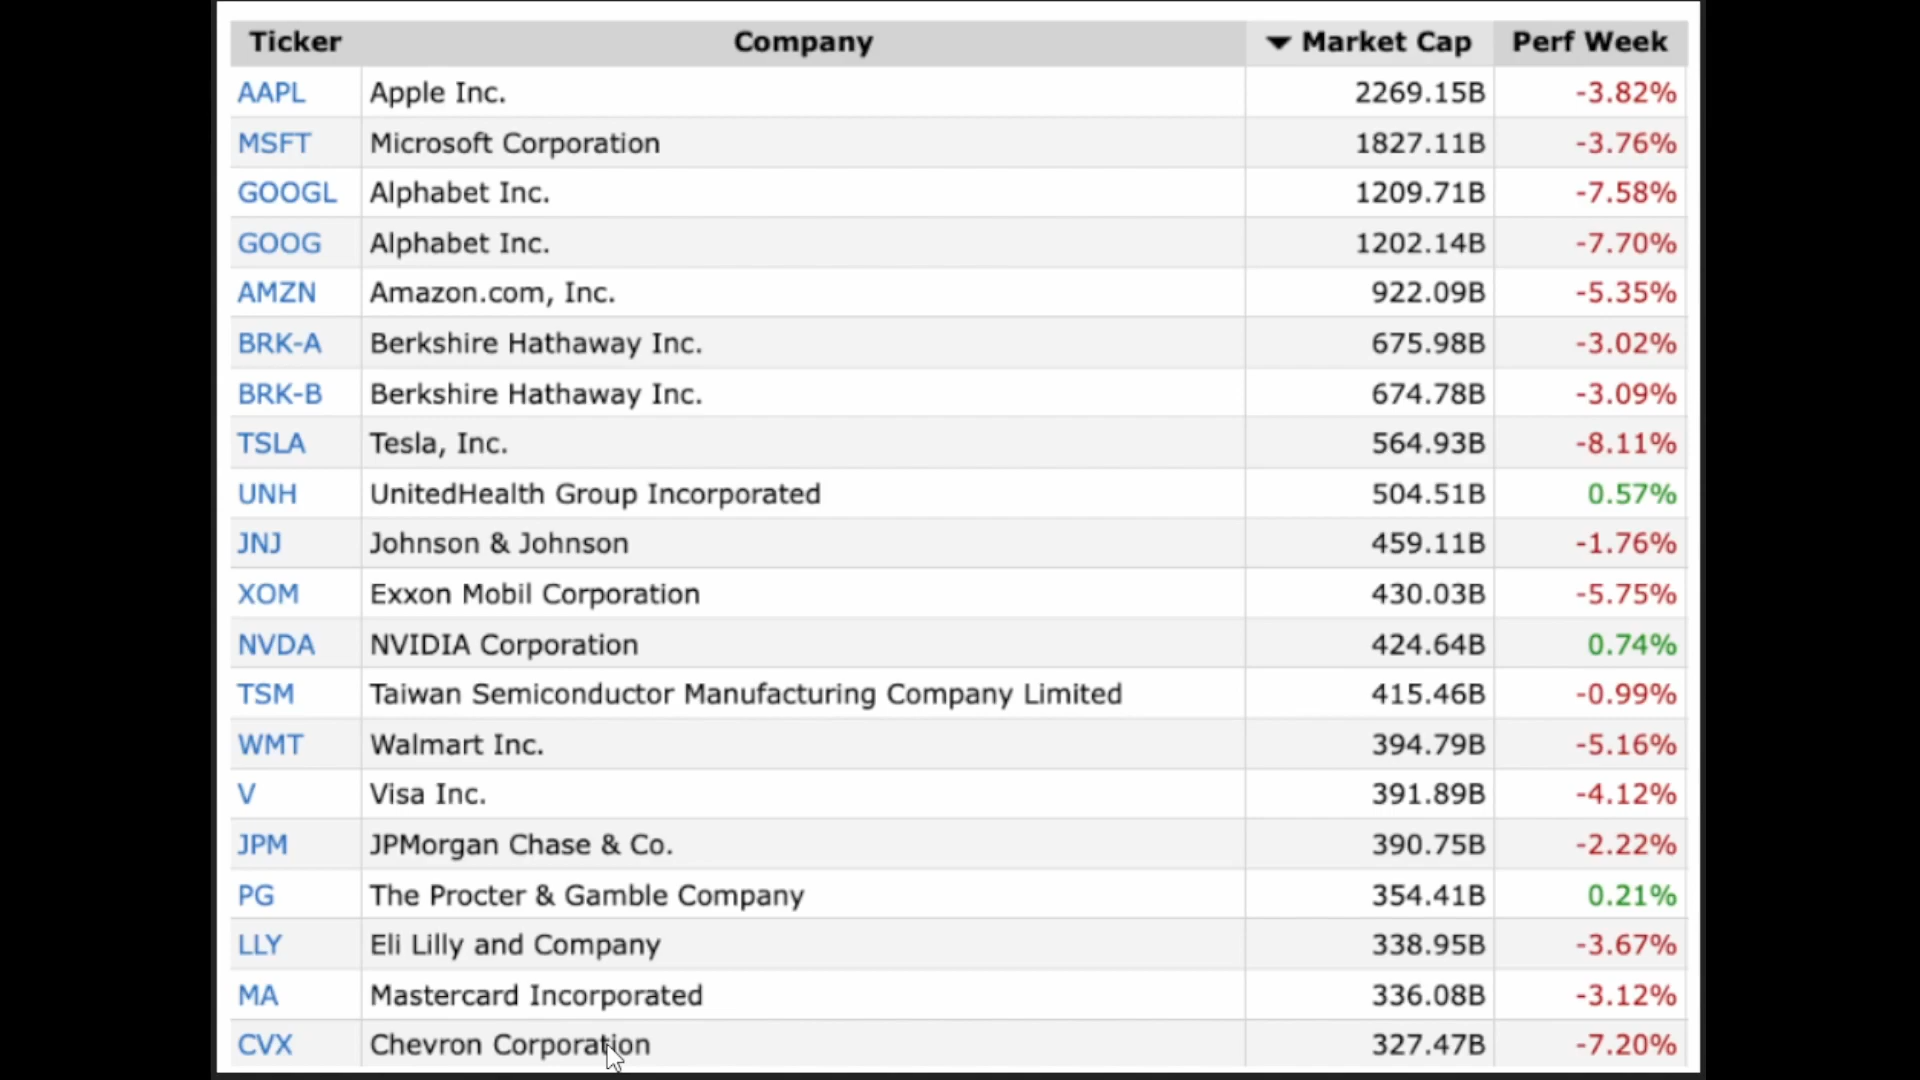 Ticker Company ▼ Market Cap Perf Week
AAPL Apple Inc. 2269.15B -3.82%
MSFT Microsoft Corporation 1827.11B -3.76%
GOOGL Alphabet Inc. 1209.71B -7.58%
GOOG Alphabet Inc. 1202.14B -7.70%
AMZN Amazon.com, Inc. 922.09B -5.35%
BRK-A Berkshire Hathaway Inc. 675.98B -3.02%
BRK-B Berkshire Hathaway Inc. 674.78B -3.09%
TSLA Tesla, Inc. 564.93B -8.11%
UNH UnitedHealth Group Incorporated 504.51B 0.57%
JNJ Johnson & Johnson 459.11B -1.76%
XOM Exxon Mobil Corporation 430.03B -5.75%
NVDA NVIDIA Corporation 424.64B 0.74%
TSM Taiwan Semiconductor Manufacturing Company Limited 415.46B -0.99%
WMT Walmart Inc. 394.79B -5.16%
V Visa Inc. 391.89B -4.12%
JPM JPMorgan Chase & Co. 390.75B -2.22%
PG The Procter & Gamble Company 354.41B 0.21%
LLY Eli Lilly and Company 338.95B -3.67%
MA Mastercard Incorporated 336.08B -3.12%
CVX Chevron Corporation 327.47B -7.20%